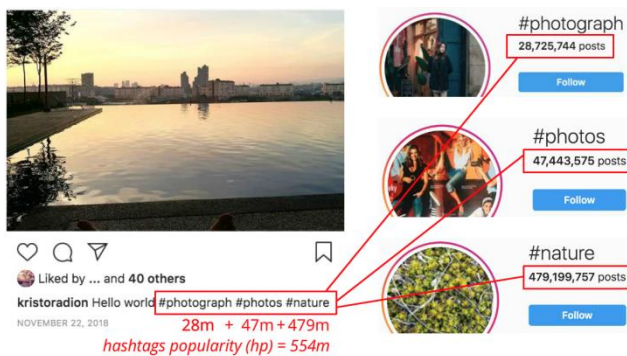 #photograph
28,725,744 posts
Follow
#photos
47,443,575 posts
Follow
#nature
479,199,757 posts
Follow
Liked by ... and 40 others
kristoradion Hello world #photograph #photos #nature
NOVEMBER 22, 2018
28m + 47m+479m
hashtags popularity (hp) = 554m